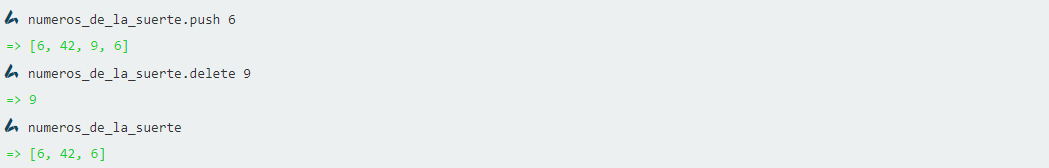 numeros_de_la_suerte.push 6
=> [6, 42, 9, 6]
numeros_de_la_suerte.delete 9
=> 9
numeros_de_la_suerte
=> [6, 42, 6]